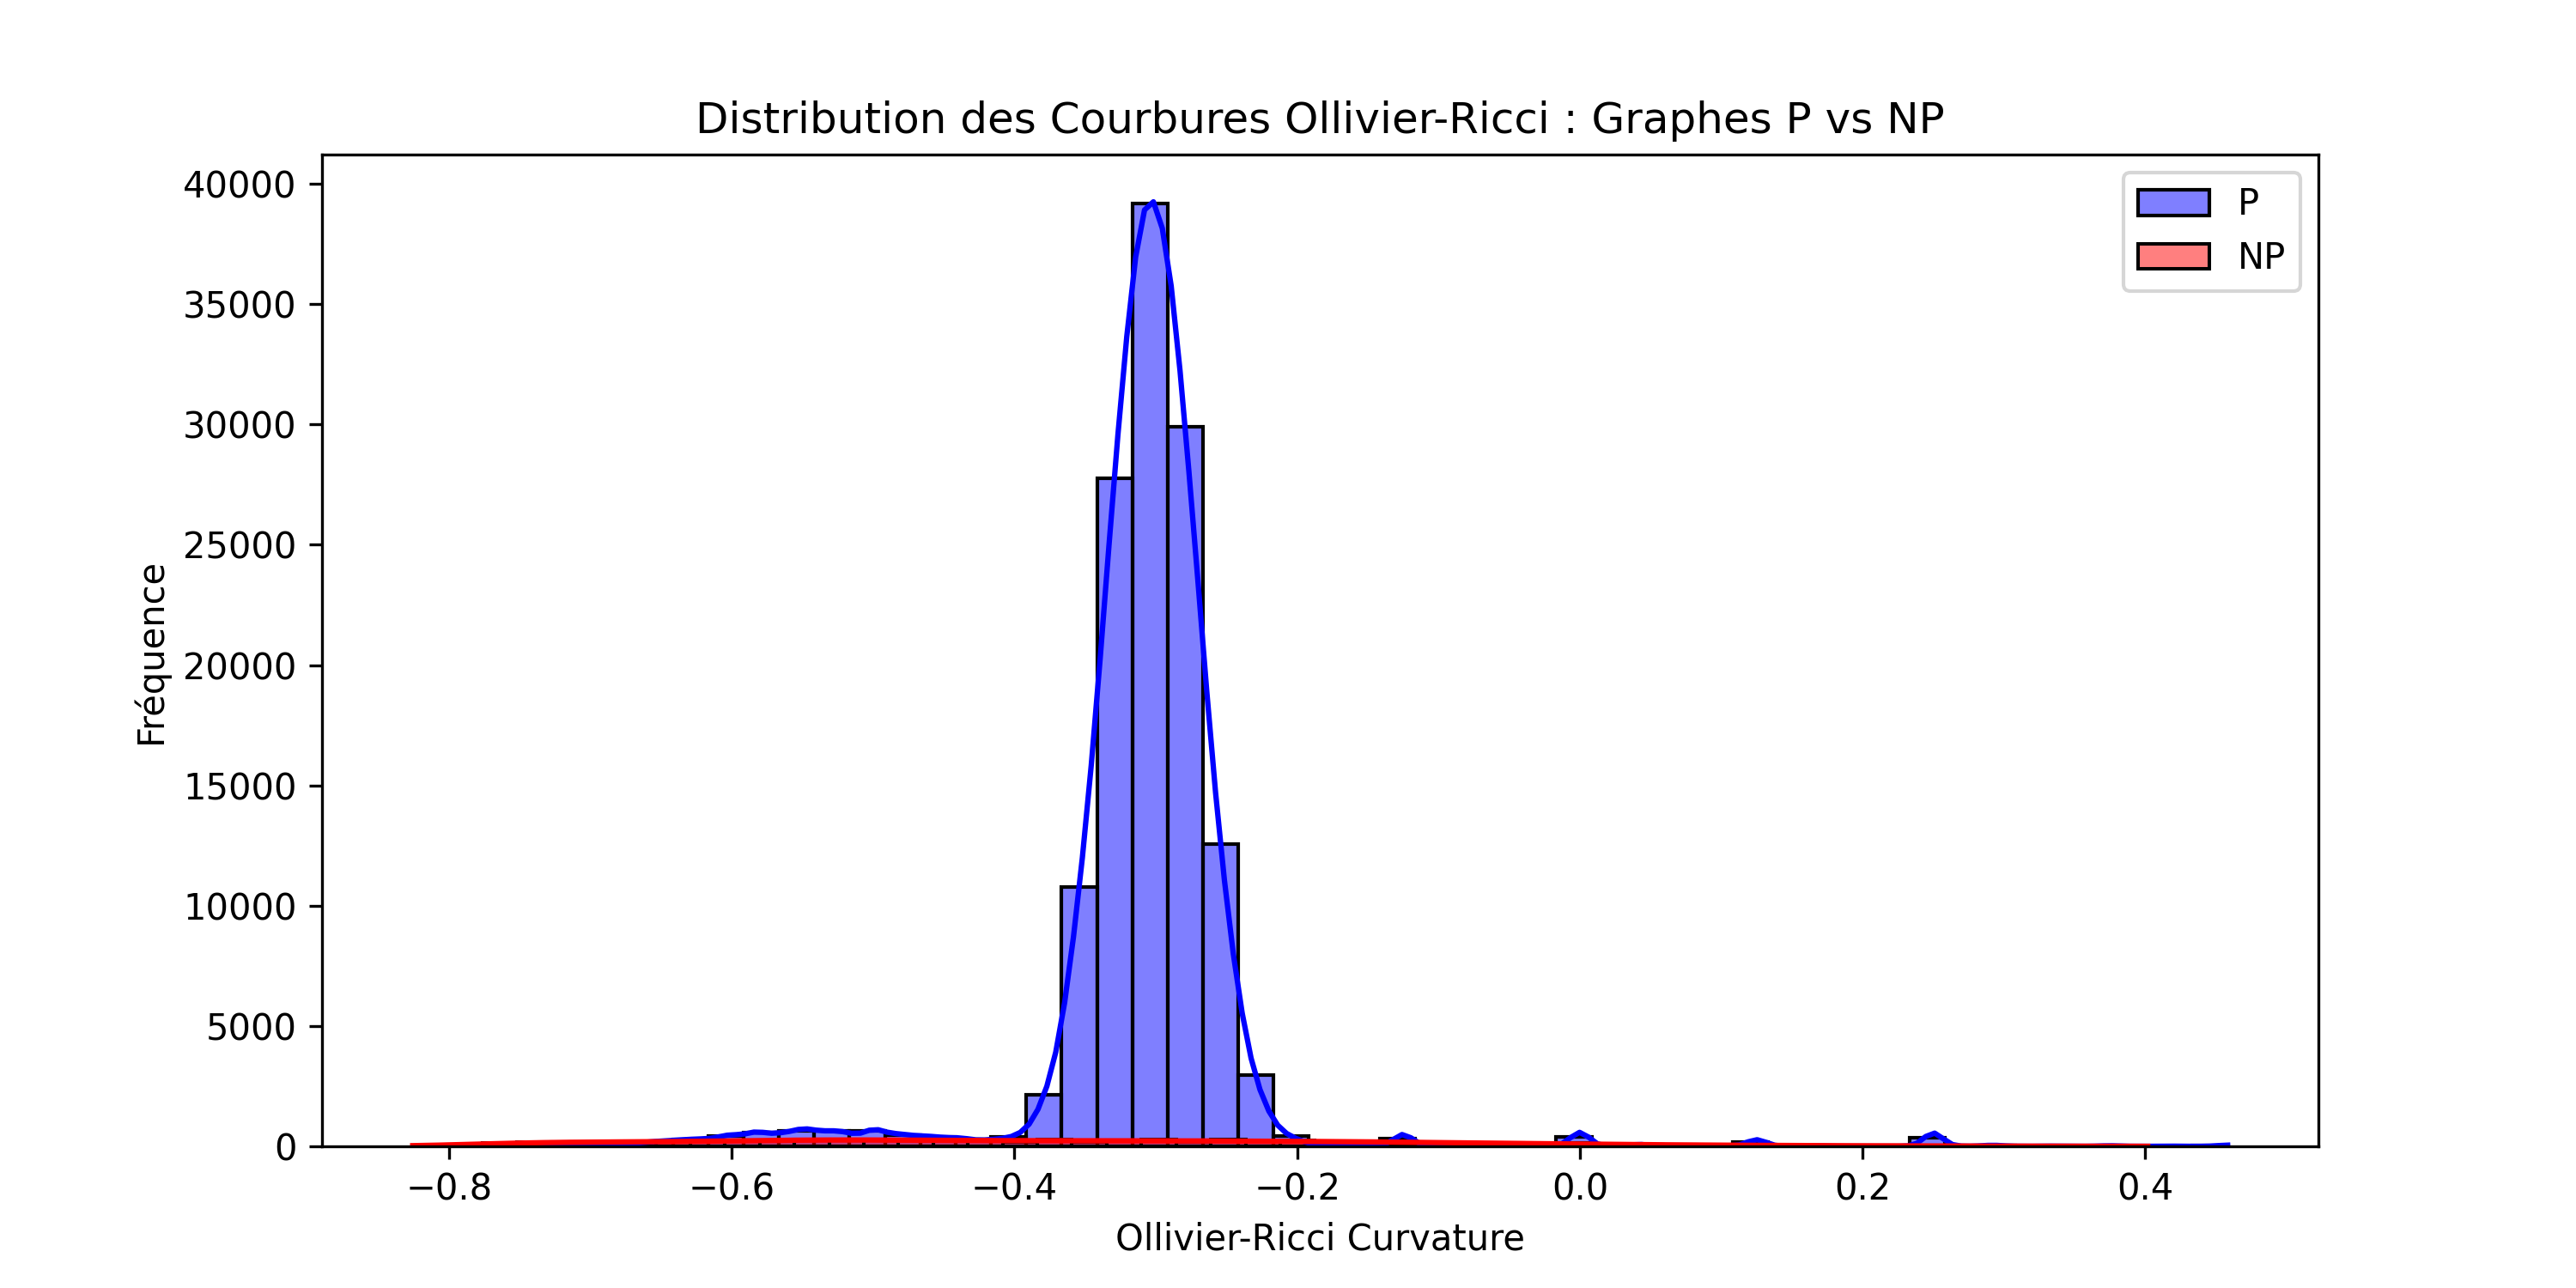 Distribution des Courbures Ollivier-Ricci : Graphes P vs NP
P
NP
40000
35000
30000
25000
20000
15000
10000
5000
0
Fréquence
−0.8 −0.6 −0.4 −0.2 0.0 0.2 0.4
Ollivier-Ricci Curvature